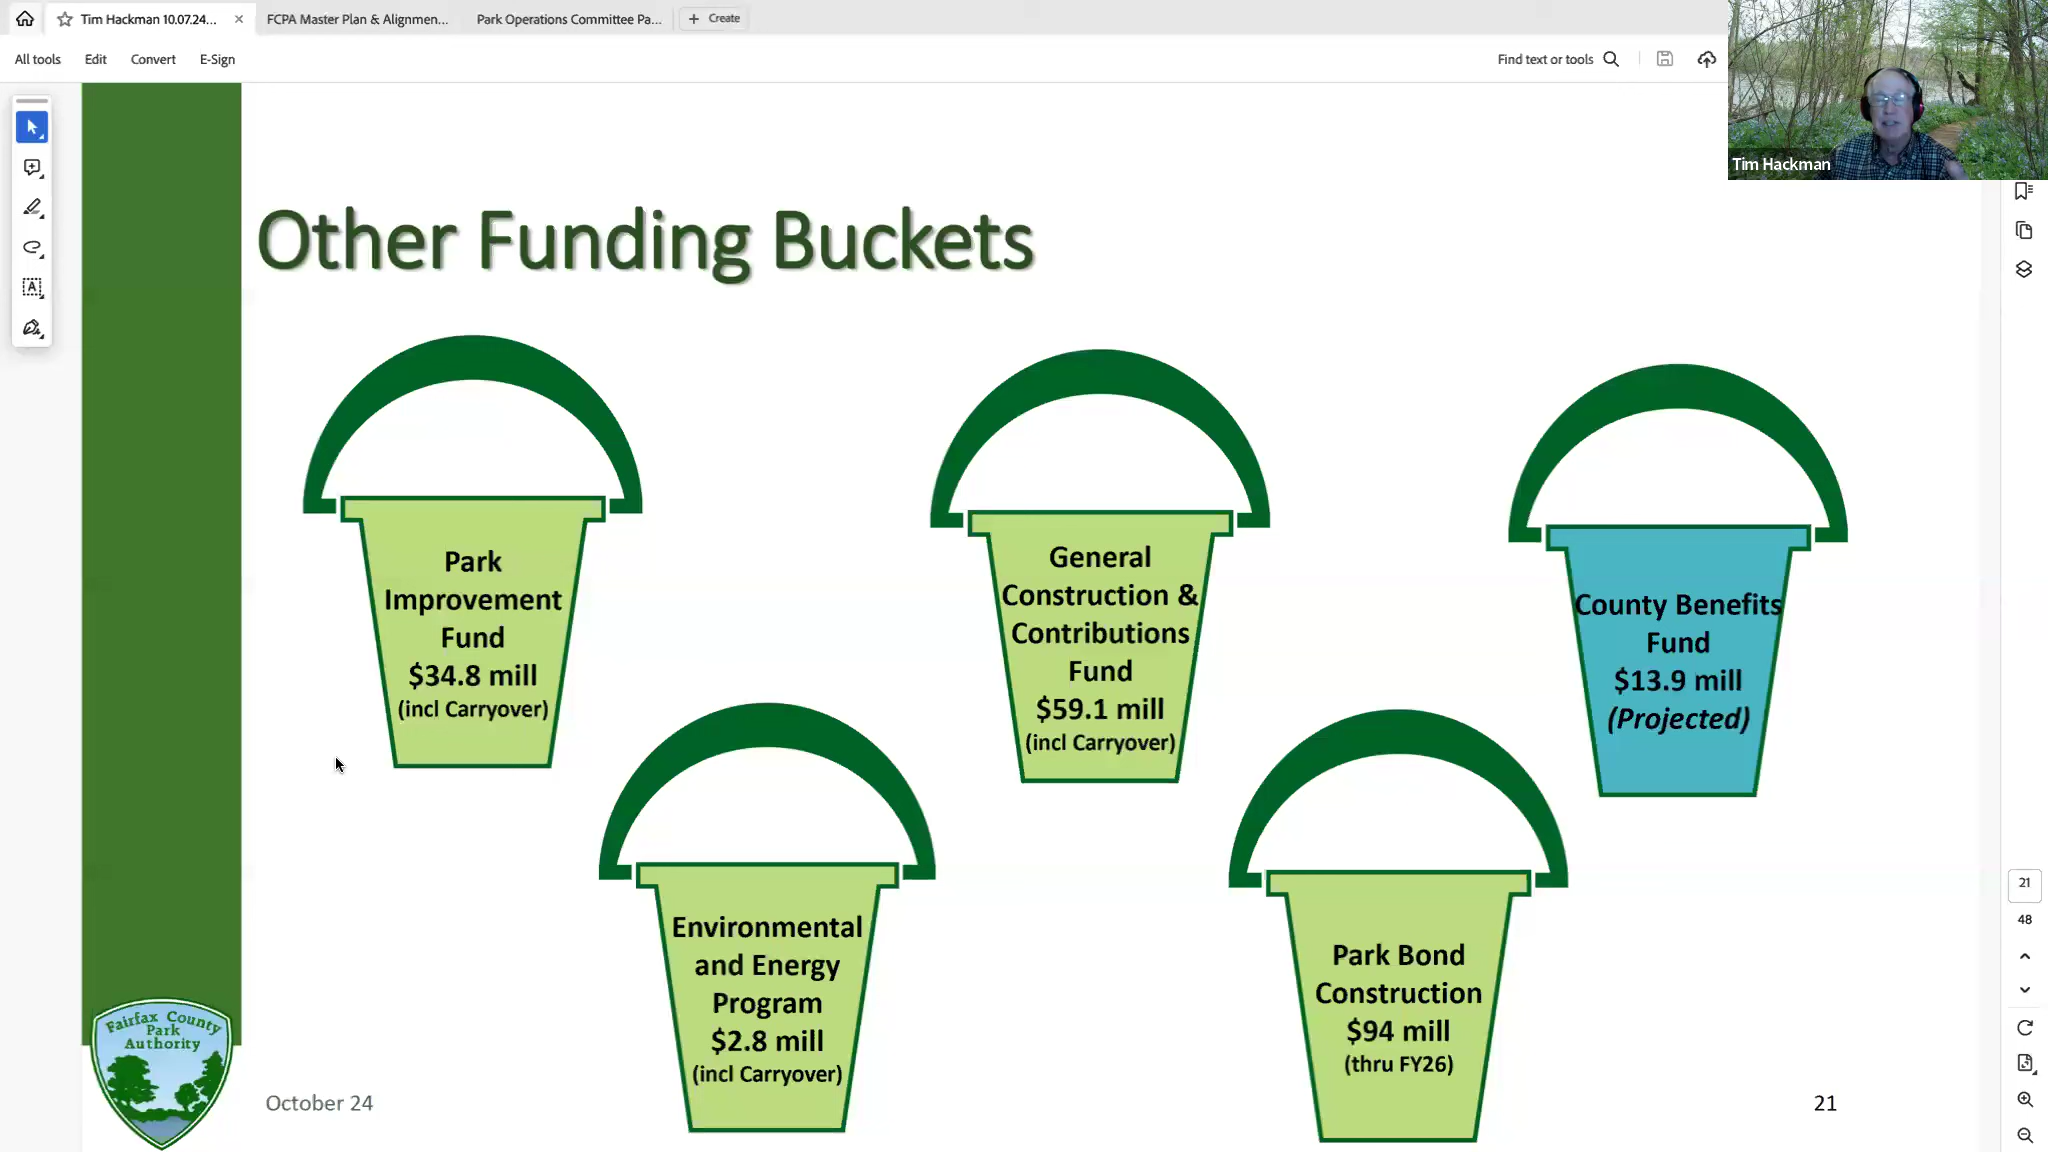 Tim Hackman 10.07.24...
FCPA Master Plan & Alignmen...
Park Operations Committee Pa...
Create
All tools
Edit
Convert
E-Sign
Find text or tools
Tim Hackman
Other Funding Buckets
Park
Improvement
Fund
$34.8 mill
(incl Carryover)
General
Construction &
Contributions
Fund
$59.1 mill
(incl Carryover)
County Benefits
Fund
$13.9 mill
(Projected)
Environmental
and Energy
Program
$2.8 mill
(incl Carryover)
Park Bond
Construction
$94 mill
(thru FY26)
21
48
Fairfax County
Park
Authority
October 24
21